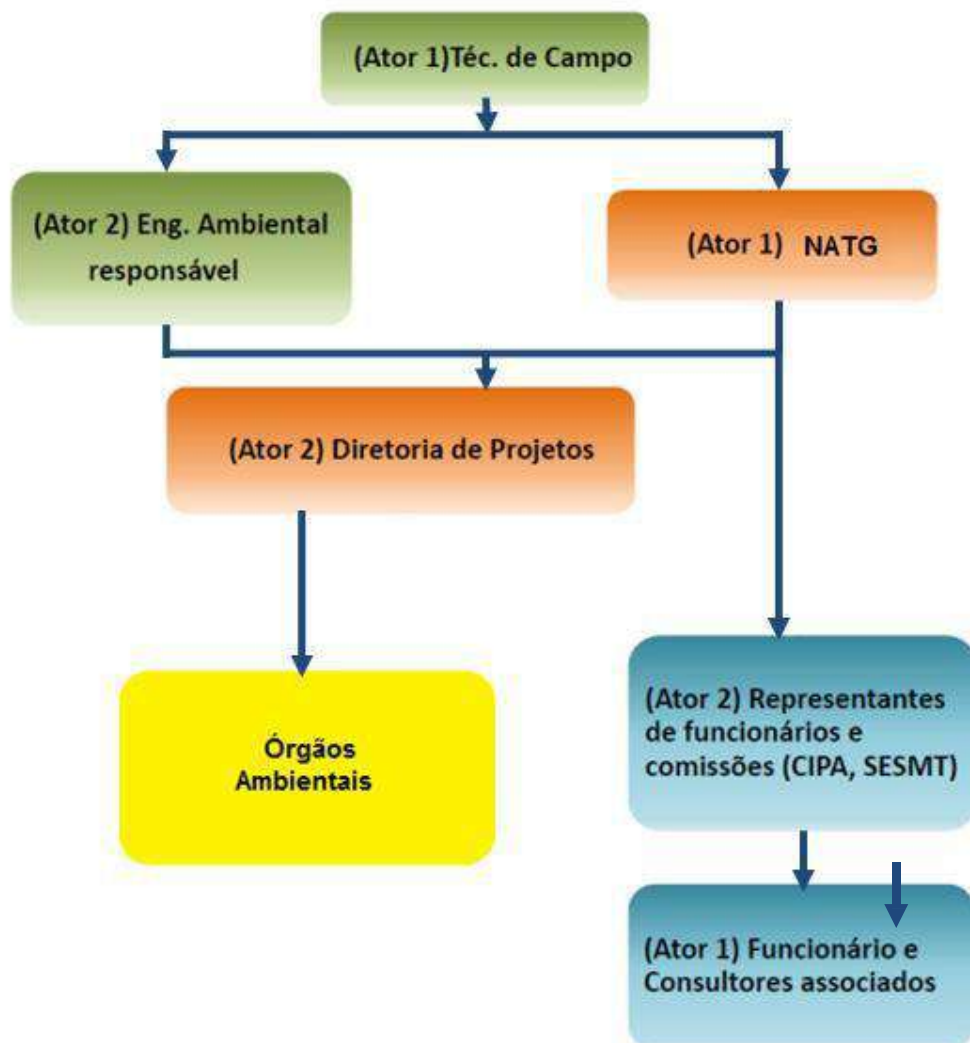 (Ator 1)Téc. de Campo
(Ator 2) Eng. Ambiental
responsável
(Ator 1) NATG
(Ator 2) Diretoria de Projetos
Órgãos
Ambientais
(Ator 2) Representantes
de funcionários e
comissões (CIPA, SESMT)
(Ator 1) Funcionário e
Consultores associados